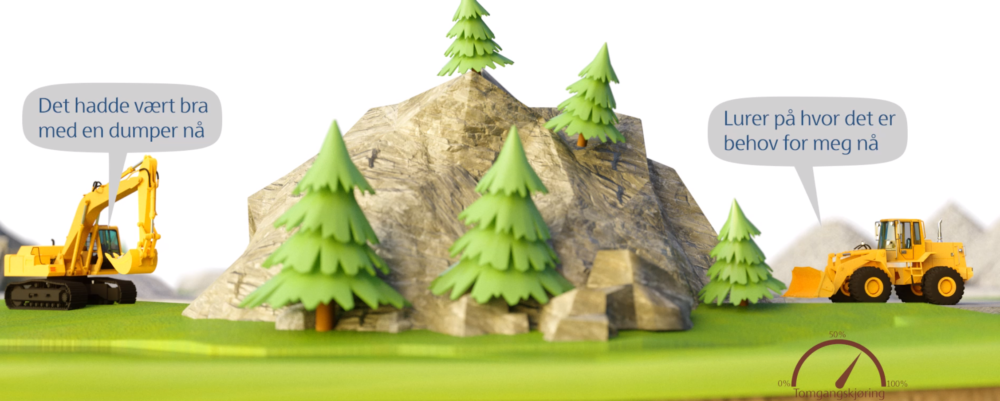 Det hadde vært bra
med en dumper nå
Lurer på hvor det er
behov for meg nå
50%
0%
100%
Tomgangskjøring